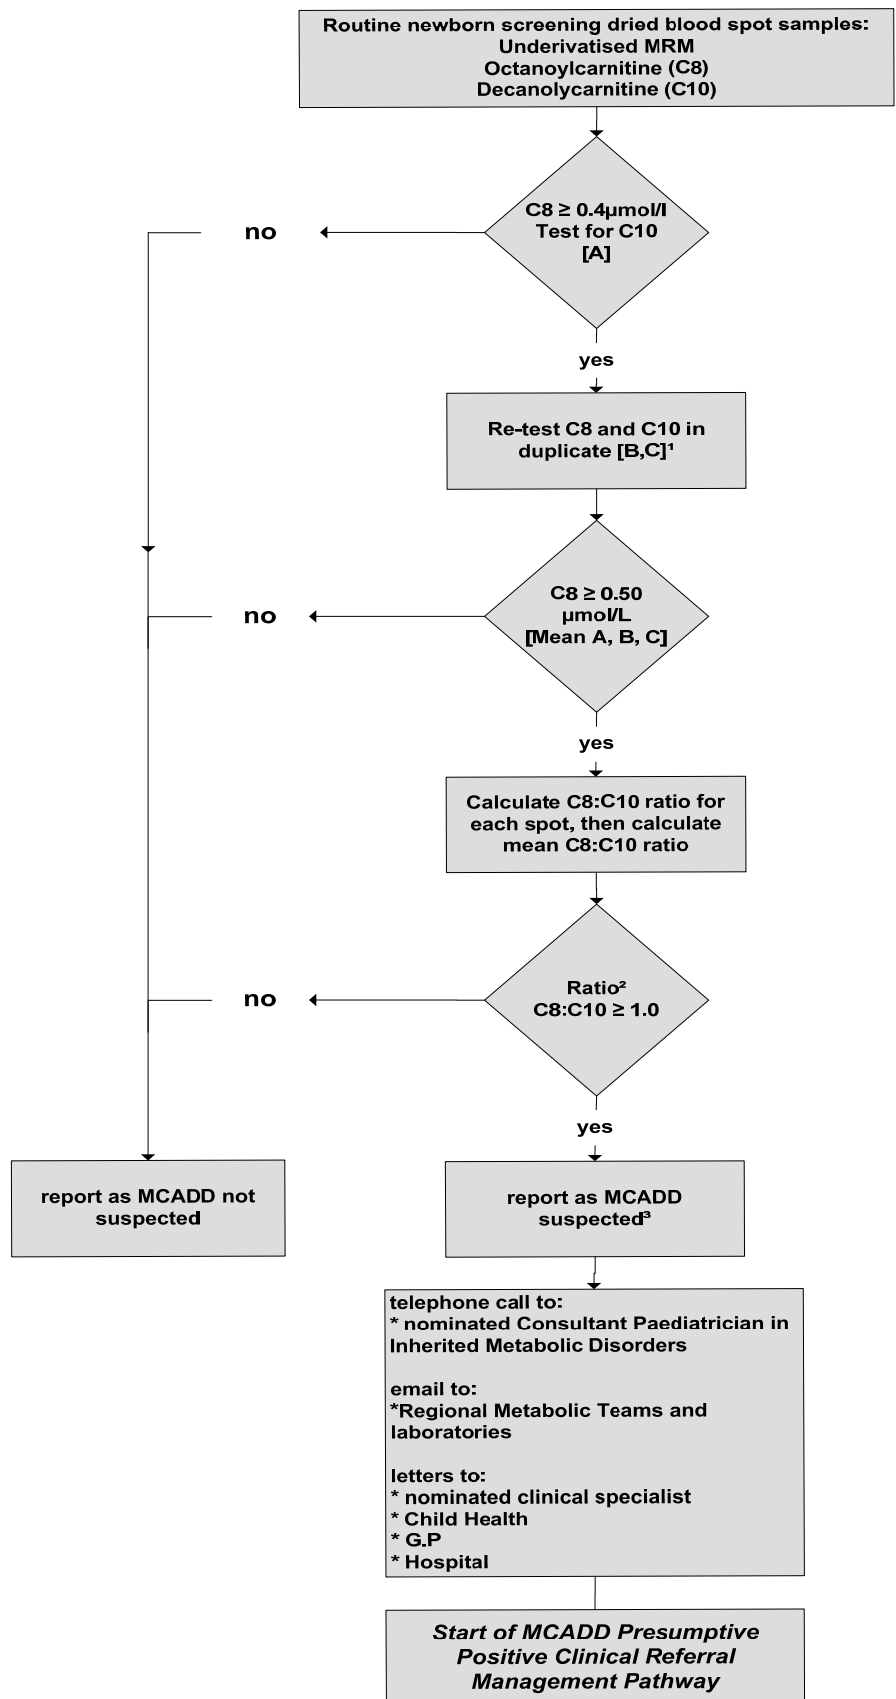 Routine newborn screening dried blood spot samples:
Underivatised MRM
Octanoylcarnitine (C8)
Decanolycarnitine (C10)
C8 ≥ 0.4µmol/l
Test for C10
[A]
no
yes
Re-test C8 and C10 in
duplicate [B,C]¹
C8 ≥ 0.50
µmol/L
[Mean A, B, C]
no
yes
Calculate C8:C10 ratio for
each spot, then calculate
mean C8:C10 ratio
Ratio²
C8:C10 ≥ 1.0
no
yes
report as MCADD not
suspected
report as MCADD
suspected³
telephone call to:
* nominated Consultant Paediatrician in
Inherited Metabolic Disorders
email to:
*Regional Metabolic Teams and
laboratories
letters to:
* nominated clinical specialist
* Child Health
* G.P
* Hospital
Start of MCADD Presumptive
Positive Clinical Referral
Management Pathway